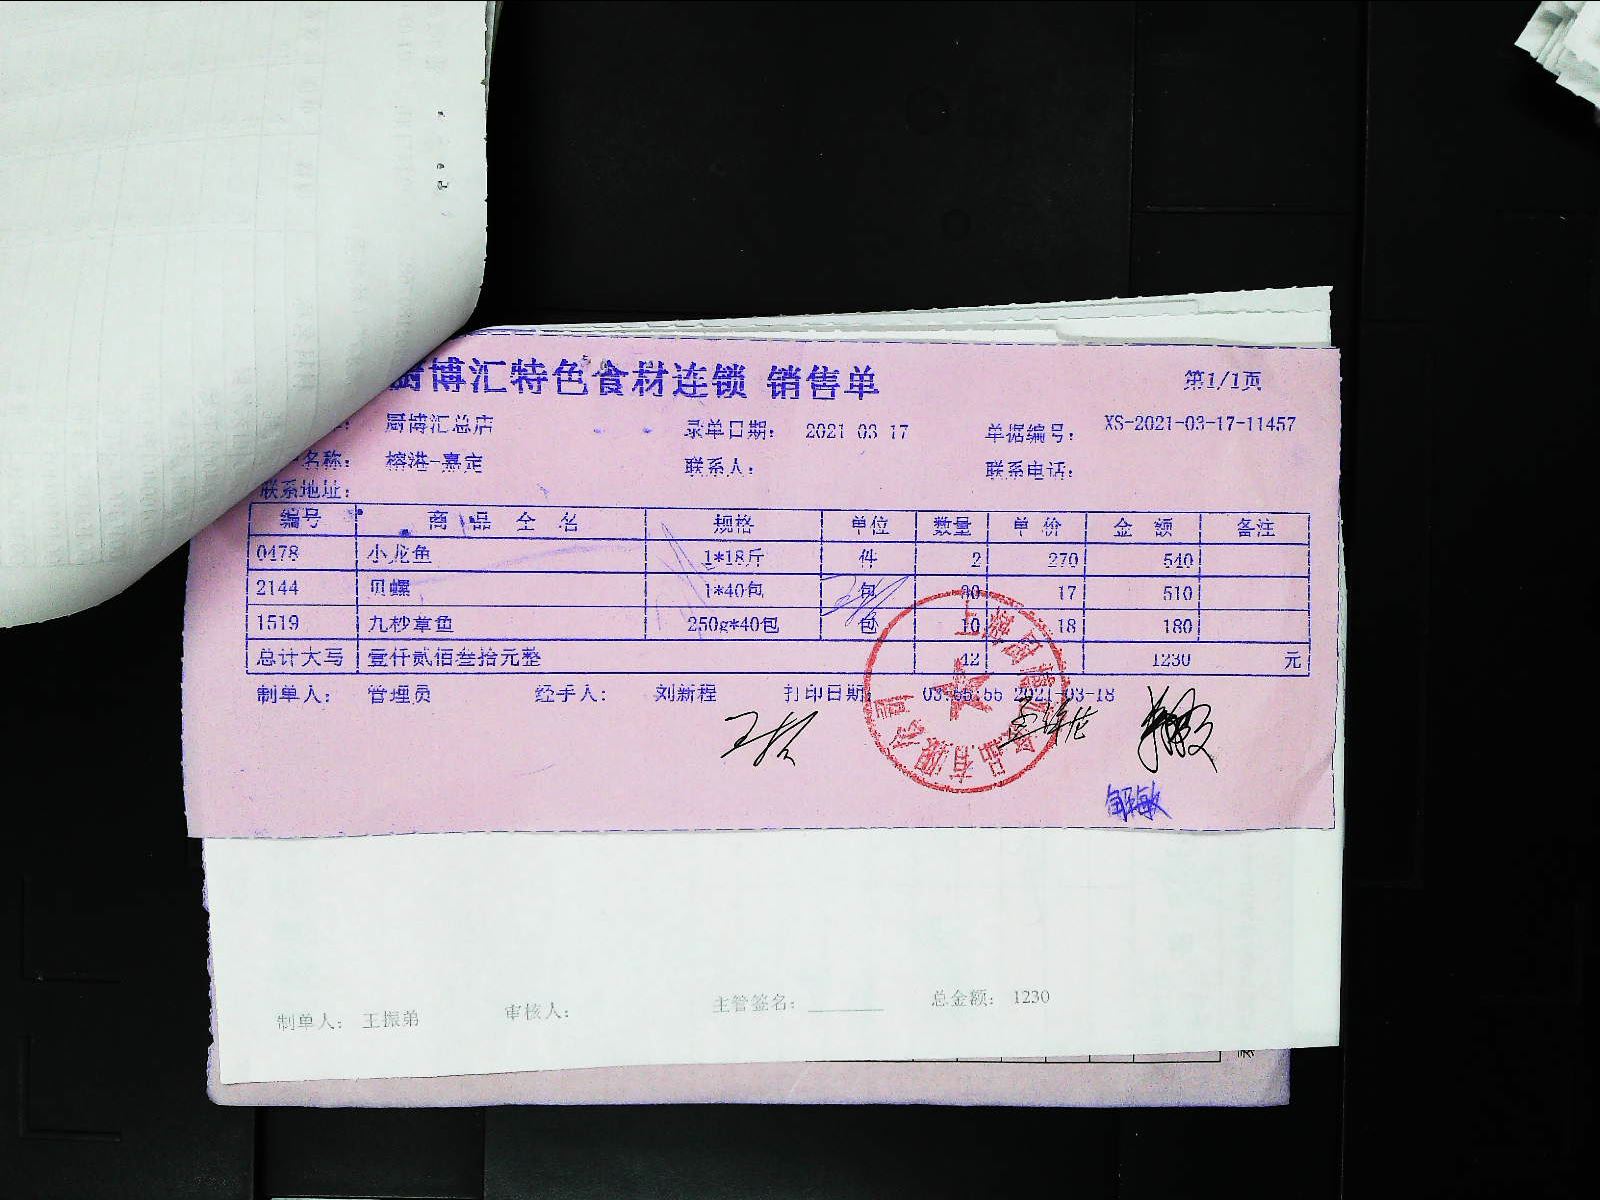 厨博汇特色食材连锁 销售单 第1/1页
厨博汇总店 录单日期: 2021 03 17 单据编号: XS-2021-03-17-11457
名称: 榕港-嘉定 联系人: 联系电话:
联系地址:
编号 商品全名 规格 单位 数量 单价 金额 备注
0478 小龙鱼 1*18斤 件 2 270 540
2144 贝螺 1*40包 包 30 17 510
1519 九秒章鱼 250g*40包 包 10 18 180
总计大写 壹仟贰佰叁拾元整 42 1230 元
制单人: 管理员 经手人: 刘新程 打印日期: 2021-03-18
邹敏
制单人: 王振弟 审核人: 主管签名: 总金额: 1230